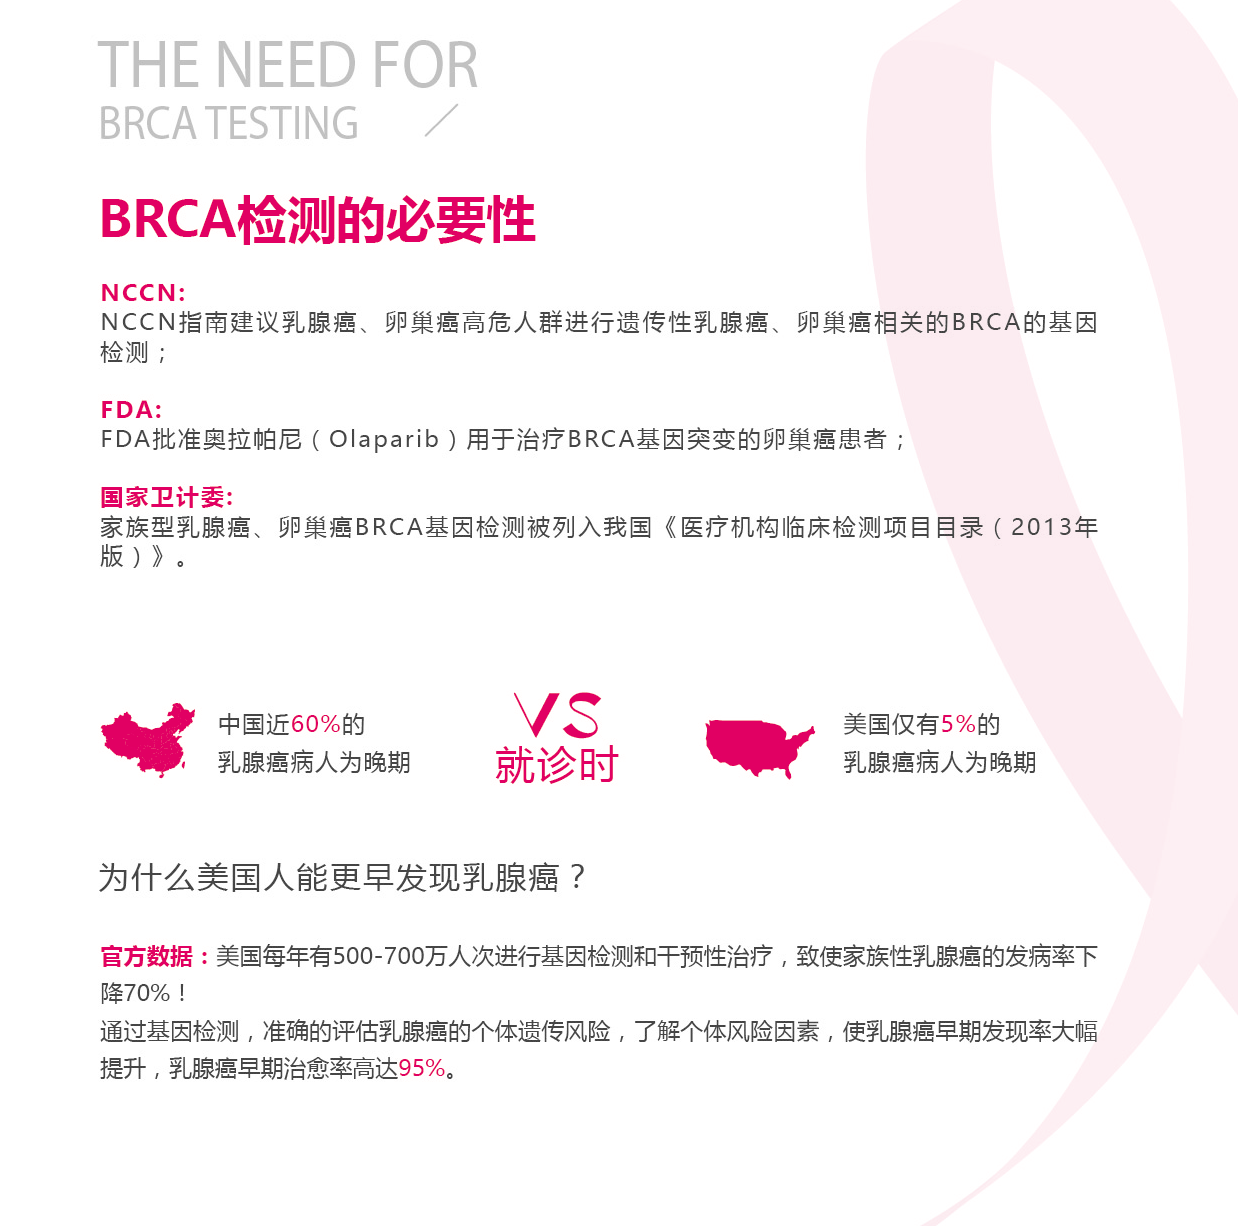 THE NEED FOR
BRCA TESTING
BRCA检测的必要性
NCCN:
NCCN指南建议乳腺癌、卵巢癌高危人群进行遗传性乳腺癌、卵巢癌相关的BRCA的基因
检测；
FDA:
FDA批准奥拉帕尼（Olaparib）用于治疗BRCA基因突变的卵巢癌患者；
国家卫计委:
家族型乳腺癌、卵巢癌BRCA基因检测被列入我国《医疗机构临床检测项目目录（2013年
版）》。
中国近60%的
乳腺癌病人为晚期
VS
就诊时
美国仅有5%的
乳腺癌病人为晚期
为什么美国人能更早发现乳腺癌？
官方数据：美国每年有500-700万人次进行基因检测和干预性治疗，致使家族性乳腺癌的发病率下
降70%！
通过基因检测，准确的评估乳腺癌的个体遗传风险，了解个体风险因素，使乳腺癌早期发现率大幅
提升，乳腺癌早期治愈率高达95%。